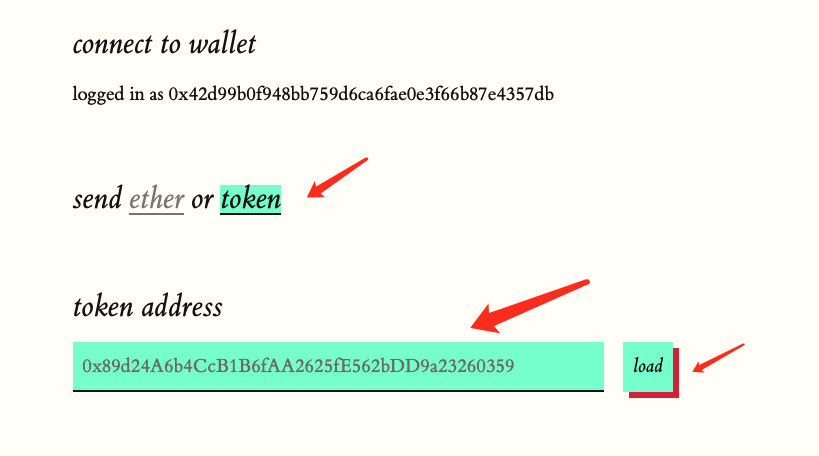 connect to wallet
logged in as 0x42d99b0f948bb759d6ca6fae0e3f66b87e4357db
send ether or token
token address
0x89d24A6b4CcB1B6fAA2625fE562bDD9a23260359 load